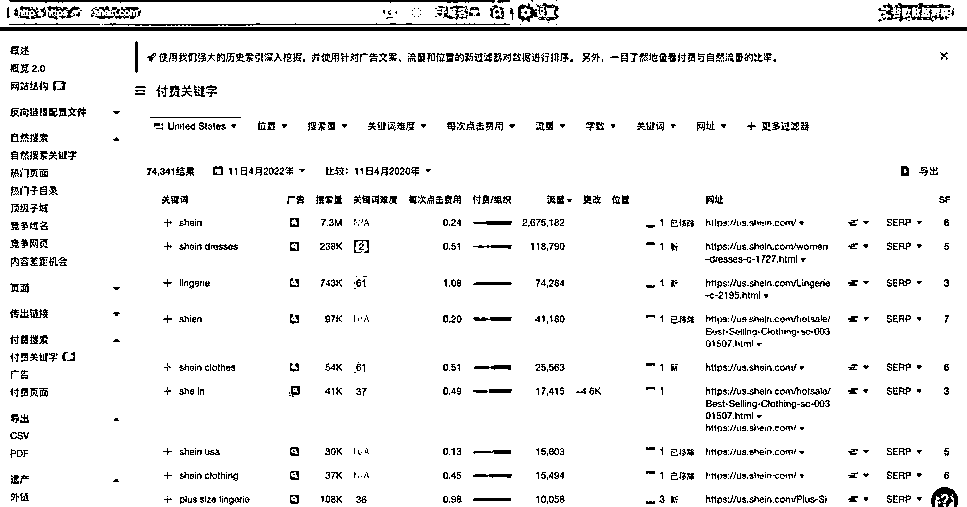 概述
概览 2.0
网站结构
反向链接配置文件
自然搜索
自然搜索关键字
热门页面
热门子目录
顶级子域
竞争域名
竞争网页
内容差距机会
页面
传出链接
付费搜索
付费关键字
广告
付费页面
导出
CSV
PDF
遗产
外链
使用我们强大的历史索引深入挖掘，并使用针对广告文案、流量和位置的新过滤器对数据进行排序。另外，一目了然地查看付费与自然流量的比率。
付费关键字
United States 位置 搜索量 关键词难度 每次点击费用 流量 字数 关键词 网址 + 更多过滤器
74,341结果 11日4月2022年 比较：11日4月2020年 导出
关键词 广告 搜索量 关键词难度 每次点击费用 付费/组织 流量 更改 位置 网址 SF
+ shein 7.3M N/A 0.24 2,675,182 1 已移除 https://us.shein.com/ SERP 6
+ shein dresses 239K 2 0.51 118,790 1 新 https://us.shein.com/women-dresses-c-1727.html SERP 5
+ lingerie 743K 61 1.08 74,284 1 新 https://us.shein.com/Lingerie-c-2195.html SERP 3
+ shien 97K N/A 0.20 41,180 1 已移除 https://us.shein.com/hotsale/Best-Selling-Clothing-sc-00301507.html SERP 7
+ shein clothes 54K 61 0.51 25,563 1 新 https://us.shein.com/ SERP 6
+ she in 41K 37 0.49 17,415 -4.6K 1 https://us.shein.com/hotsale/Best-Selling-Clothing-sc-00301507.html SERP 3
https://us.shein.com/
+ shein usa 30K N/A 0.13 15,603 1 已移除 https://us.shein.com/ SERP 5
+ shein clothing 37K N/A 0.45 15,494 1 https://us.shein.com/ SERP 6
+ plus size lingerie 108K 36 0.98 10,058 3 新 https://us.shein.com/Plus-Si SERP